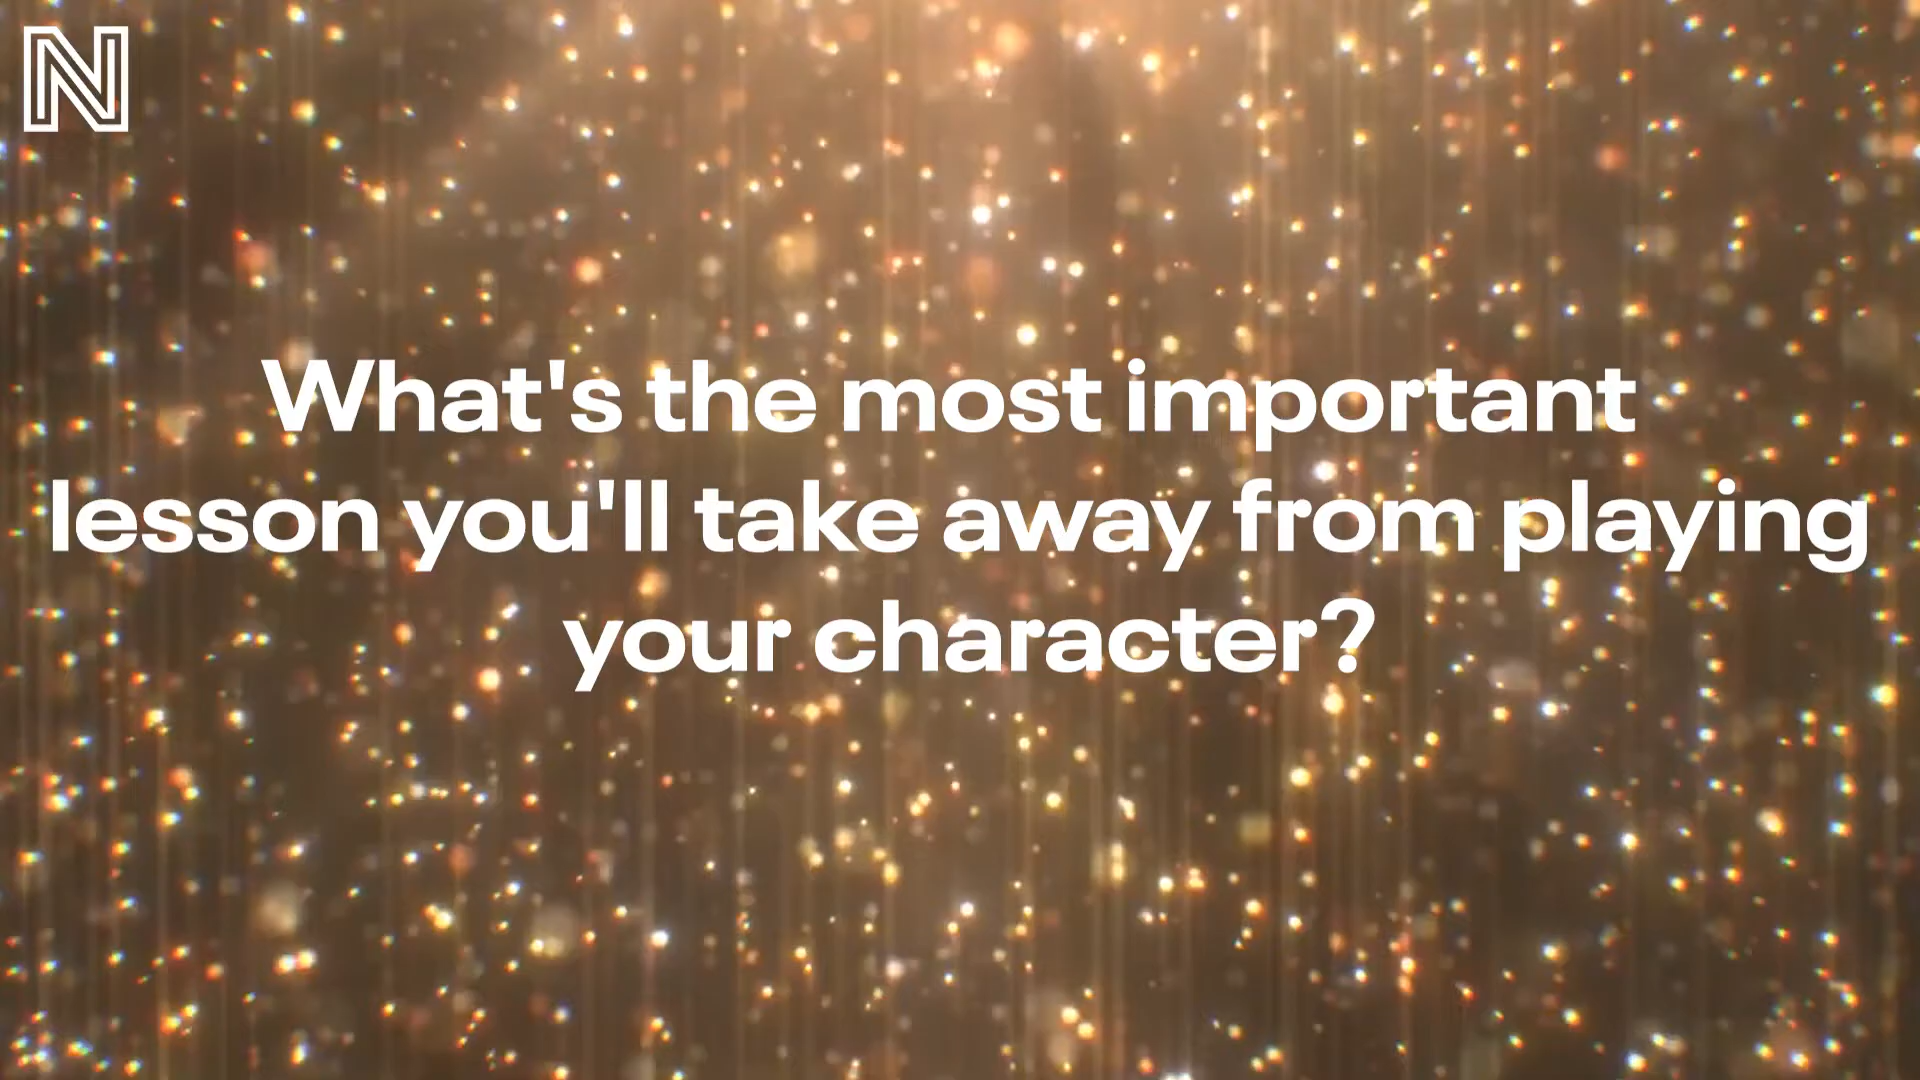 N
What's the most important
lesson you'll take away from playing
your character?